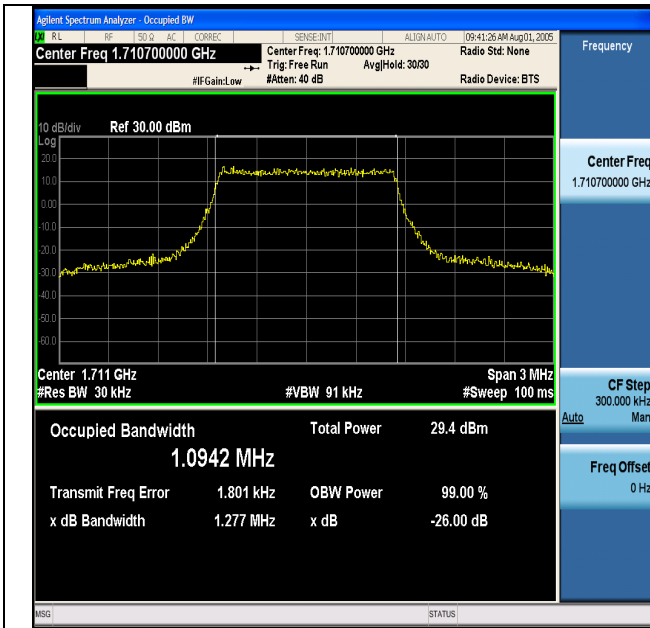 Agilent Spectrum Analyzer - Occupied BW
RL RF 50 Ω AC CORREC SENSE:INT ALIGN AUTO 09:41:26 AM Aug 01, 2005
Center Freq 1.710700000 GHz
Center Freq: 1.710700000 GHz
Radio Std: None
Trig: Free Run Avg|Hold: 30/30
#IFGain:Low
#Atten: 40 dB
Radio Device: BTS
Frequency
10 dB/div Ref 30.00 dBm
Log
20.0
10.0
0.00
-10.0
-20.0
-30.0
-40.0
-50.0
-60.0
Center Freq
1.710700000 GHz
Center 1.711 GHz Span 3 MHz
#Res BW 30 kHz #VBW 91 kHz #Sweep 100 ms
CF Step
300.000 kHz
Auto Man
Occupied Bandwidth Total Power 29.4 dBm
1.0942 MHz
Transmit Freq Error 1.801 kHz OBW Power 99.00 %
x dB Bandwidth 1.277 MHz x dB -26.00 dB
Freq Offset
0 Hz
MSG STATUS